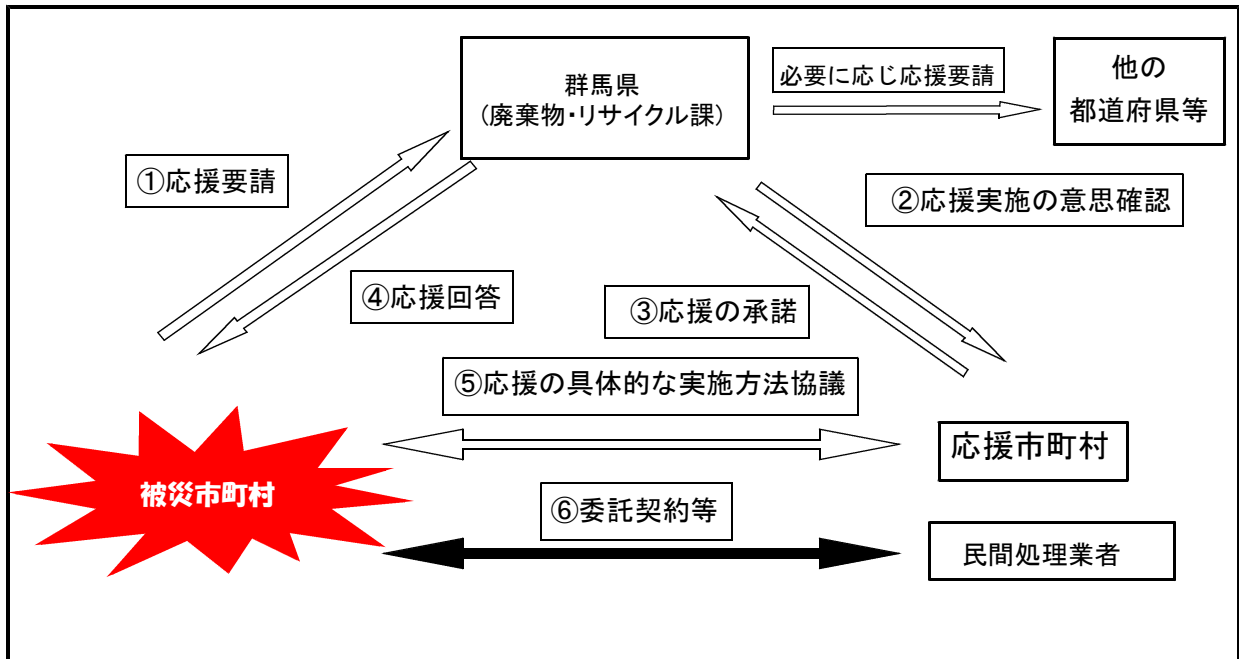 群馬県
(廃棄物・リサイクル課)
必要に応じ応援要請
他の
都道府県等
①応援要請
②応援実施の意思確認
④応援回答
③応援の承諾
⑤応援の具体的な実施方法協議
応援市町村
被災市町村
⑥委託契約等
民間処理業者